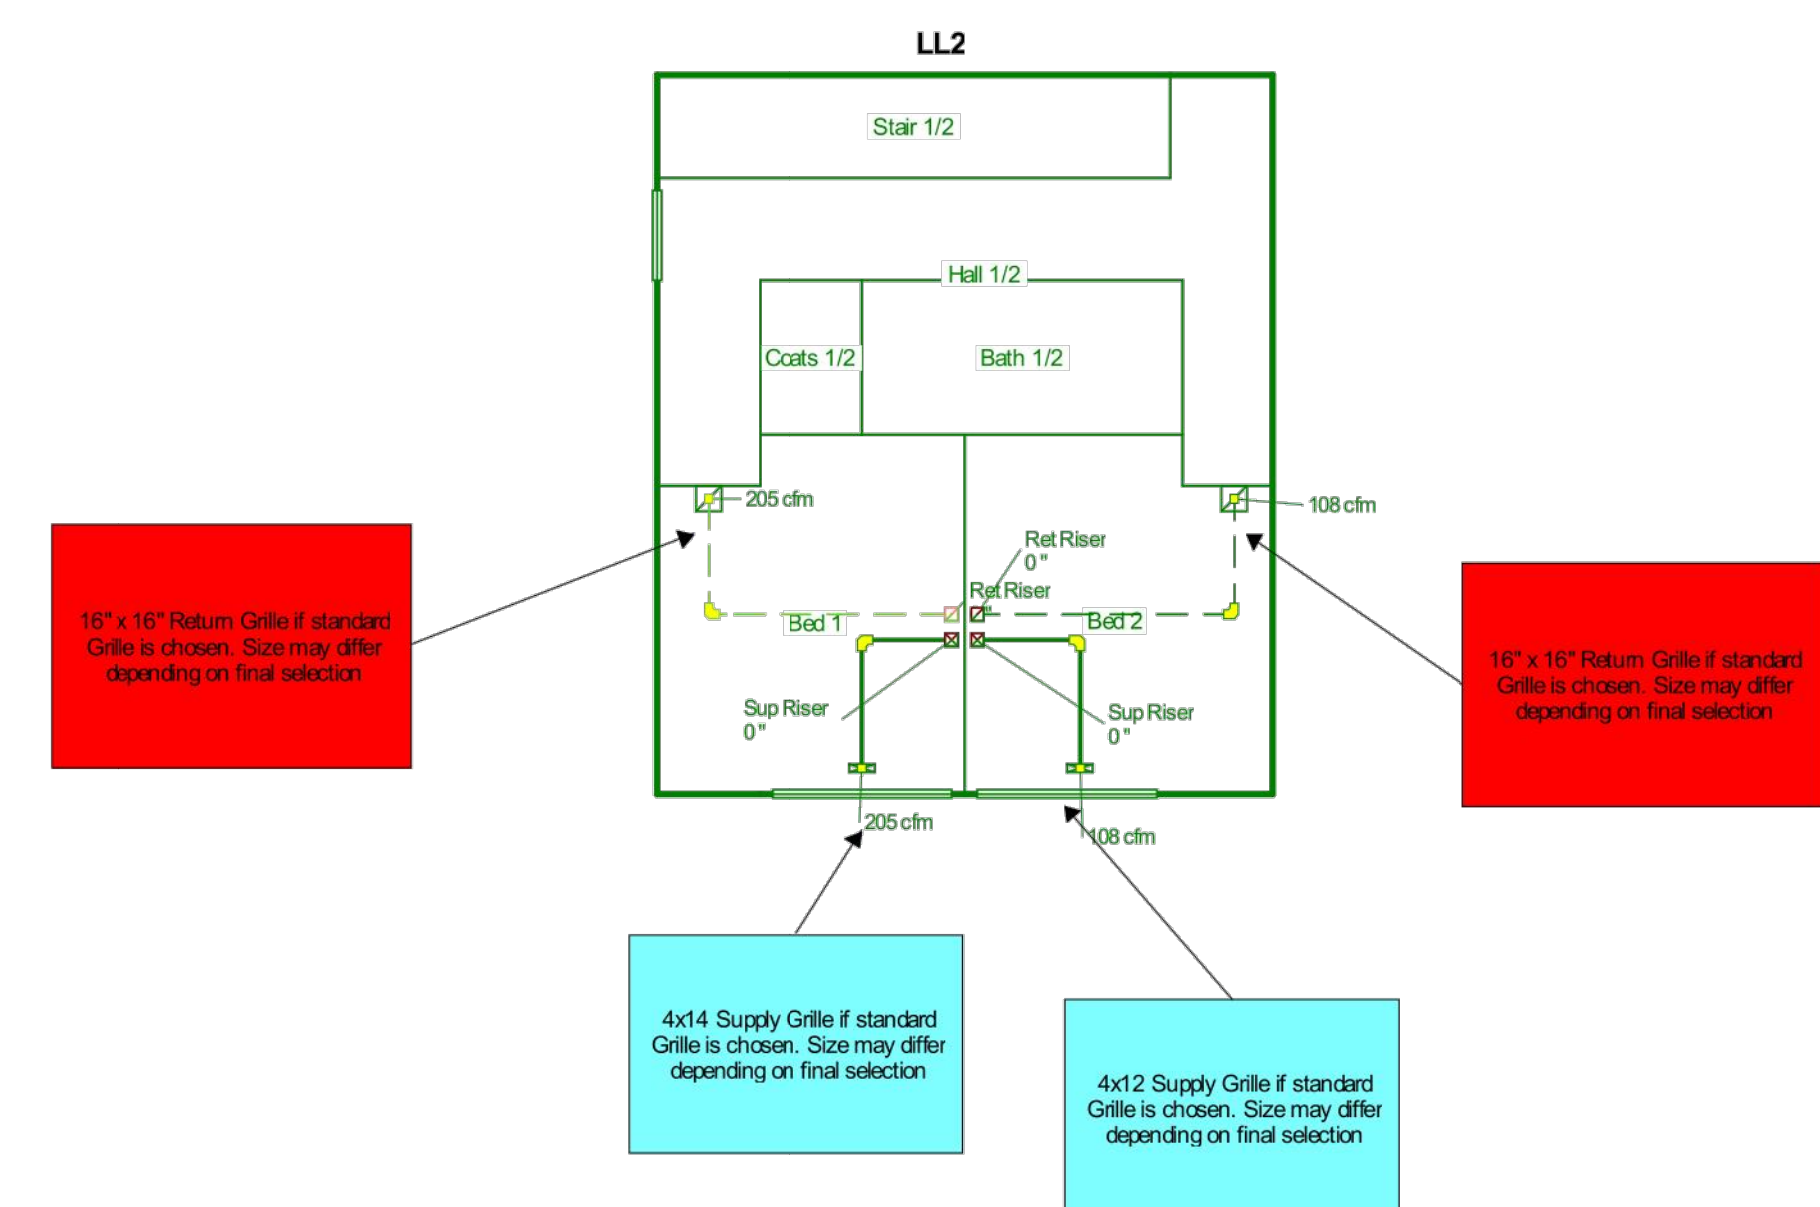 LL2
Stair 1/2
Hall 1/2
Coats 1/2
Bath 1/2
205 cfm
108 cfm
Ret Riser
0 "
Ret Riser
"
Bed 1
Bed 2
16" x 16" Return Grille if standard
Grille is chosen. Size may differ
depending on final selection
16" x 16" Return Grille if standard
Grille is chosen. Size may differ
depending on final selection
Sup Riser
0 "
Sup Riser
0 "
205 cfm
108 cfm
4x14 Supply Grille if standard
Grille is chosen. Size may differ
depending on final selection
4x12 Supply Grille if standard
Grille is chosen. Size may differ
depending on final selection